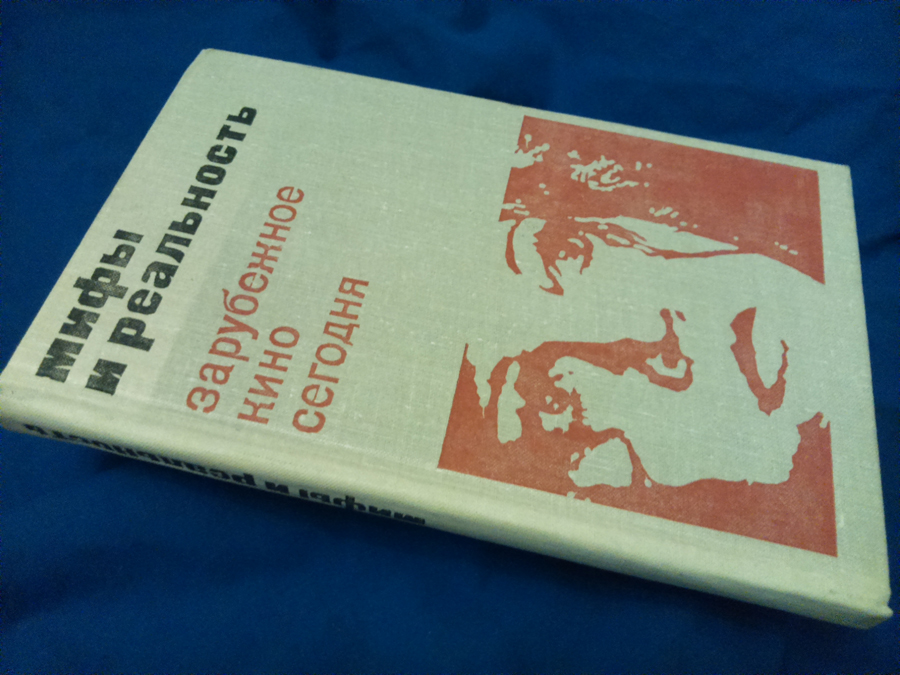 мифы
и реальность
Зарубежное
кино
сегодня
мифы и реальность